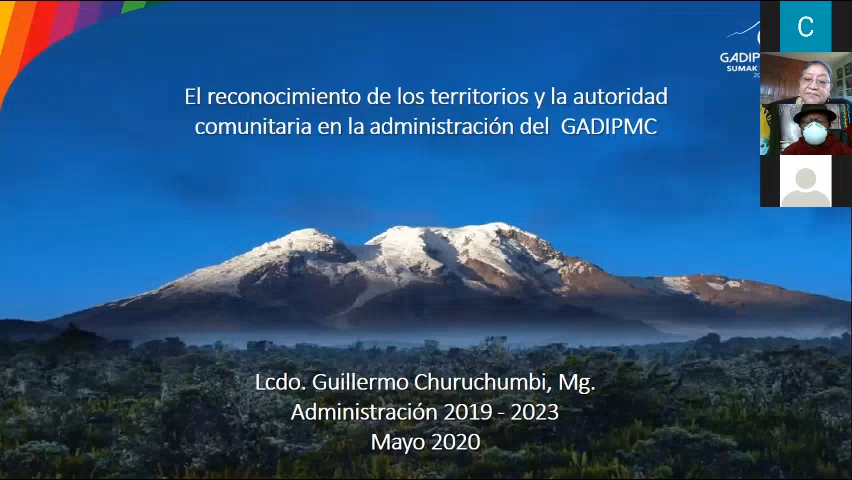 El reconocimiento de los territorios y la autoridad
comunitaria en la administración del GADIPMC
Lcdo. Guillermo Churuchumbi, Mg.
Administración 2019 - 2023
Mayo 2020
SUMAK
C